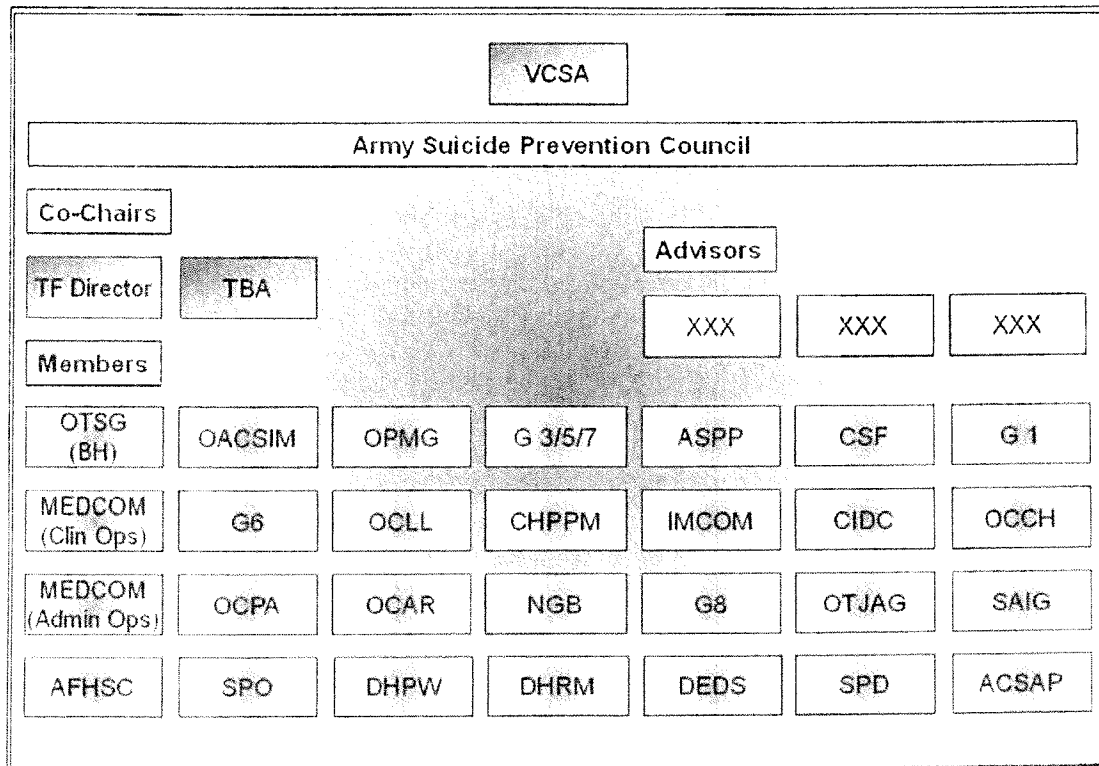 VCSA
Army Suicide Prevention Council
Co-Chairs
Advisors
TF Director
TBA
XXX
XXX
XXX
Members
OTSG
(BH)
OACSIM
OPMG
G 3/5/7
ASPP
CSF
G 1
MEDCOM
(Clin Ops)
G6
OCLL
CHPPM
IMCOM
CIDC
OCCH
MEDCOM
(Admin Ops)
OCPA
OCAR
NGB
G8
OTJAG
SAIG
AFHSC
SPO
DHPW
DHRM
DEDS
SPD
ACSAP